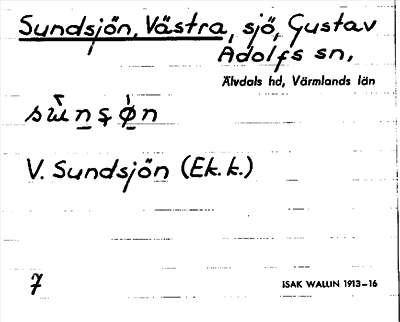 Sundsjön, Västra, sjö, Gustav
Adolfs sn,
Älvdals hd, Värmlands län
V. Sundsjön (Ek. k.)
7
ISAK WALLIN 1913–16